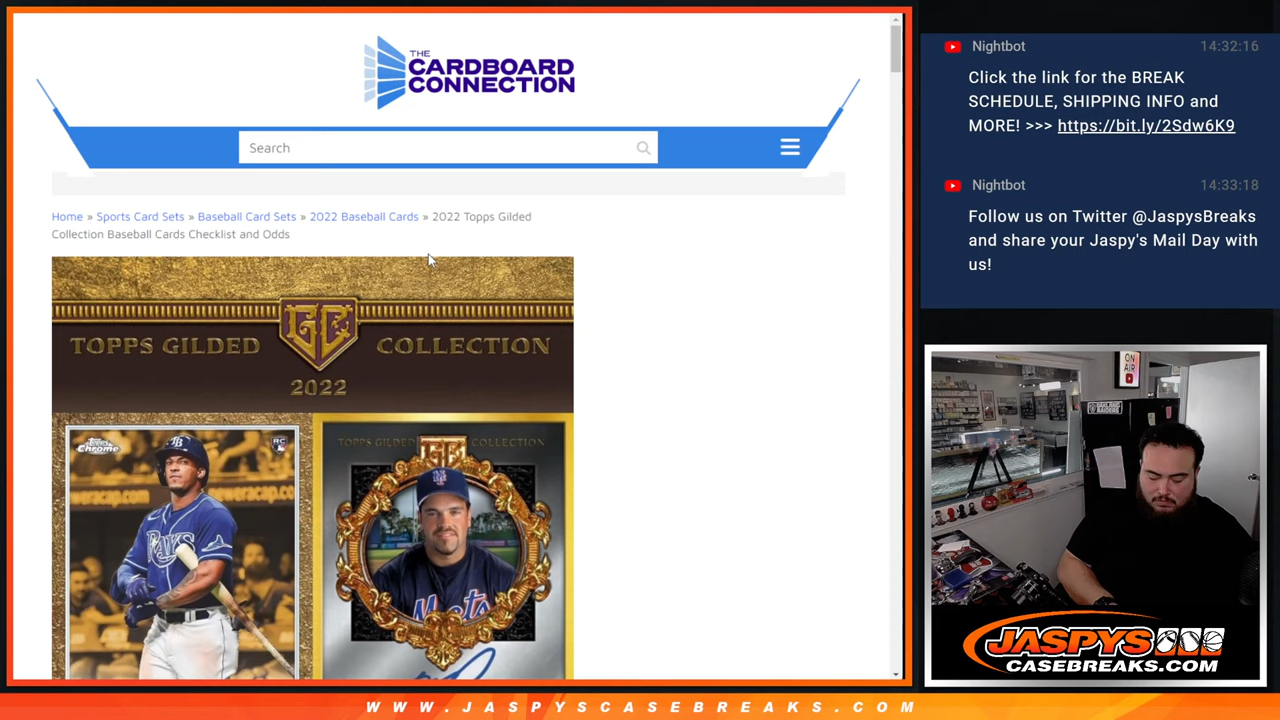 THE
CARDBOARD
CONNECTION
Search
Home » Sports Card Sets » Baseball Card Sets » 2022 Baseball Cards » 2022 Topps Gilded
Collection Baseball Cards Checklist and Odds
GC
TOPPS GILDED COLLECTION
2022
Topps
Chrome
RC
TB
RAYS
TOPPS GILDED COLLECTION
GC
Mets
Nightbot 14:32:16
Click the link for the BREAK
SCHEDULE, SHIPPING INFO and
MORE! >>> https://bit.ly/2Sdw6K9
Nightbot 14:33:18
Follow us on Twitter @JaspysBreaks
and share your Jaspy's Mail Day with
us!
ON
AIR
JASPYS
CASEBREAKS.COM
WWW.JASPYSCASEBREAKS.COM